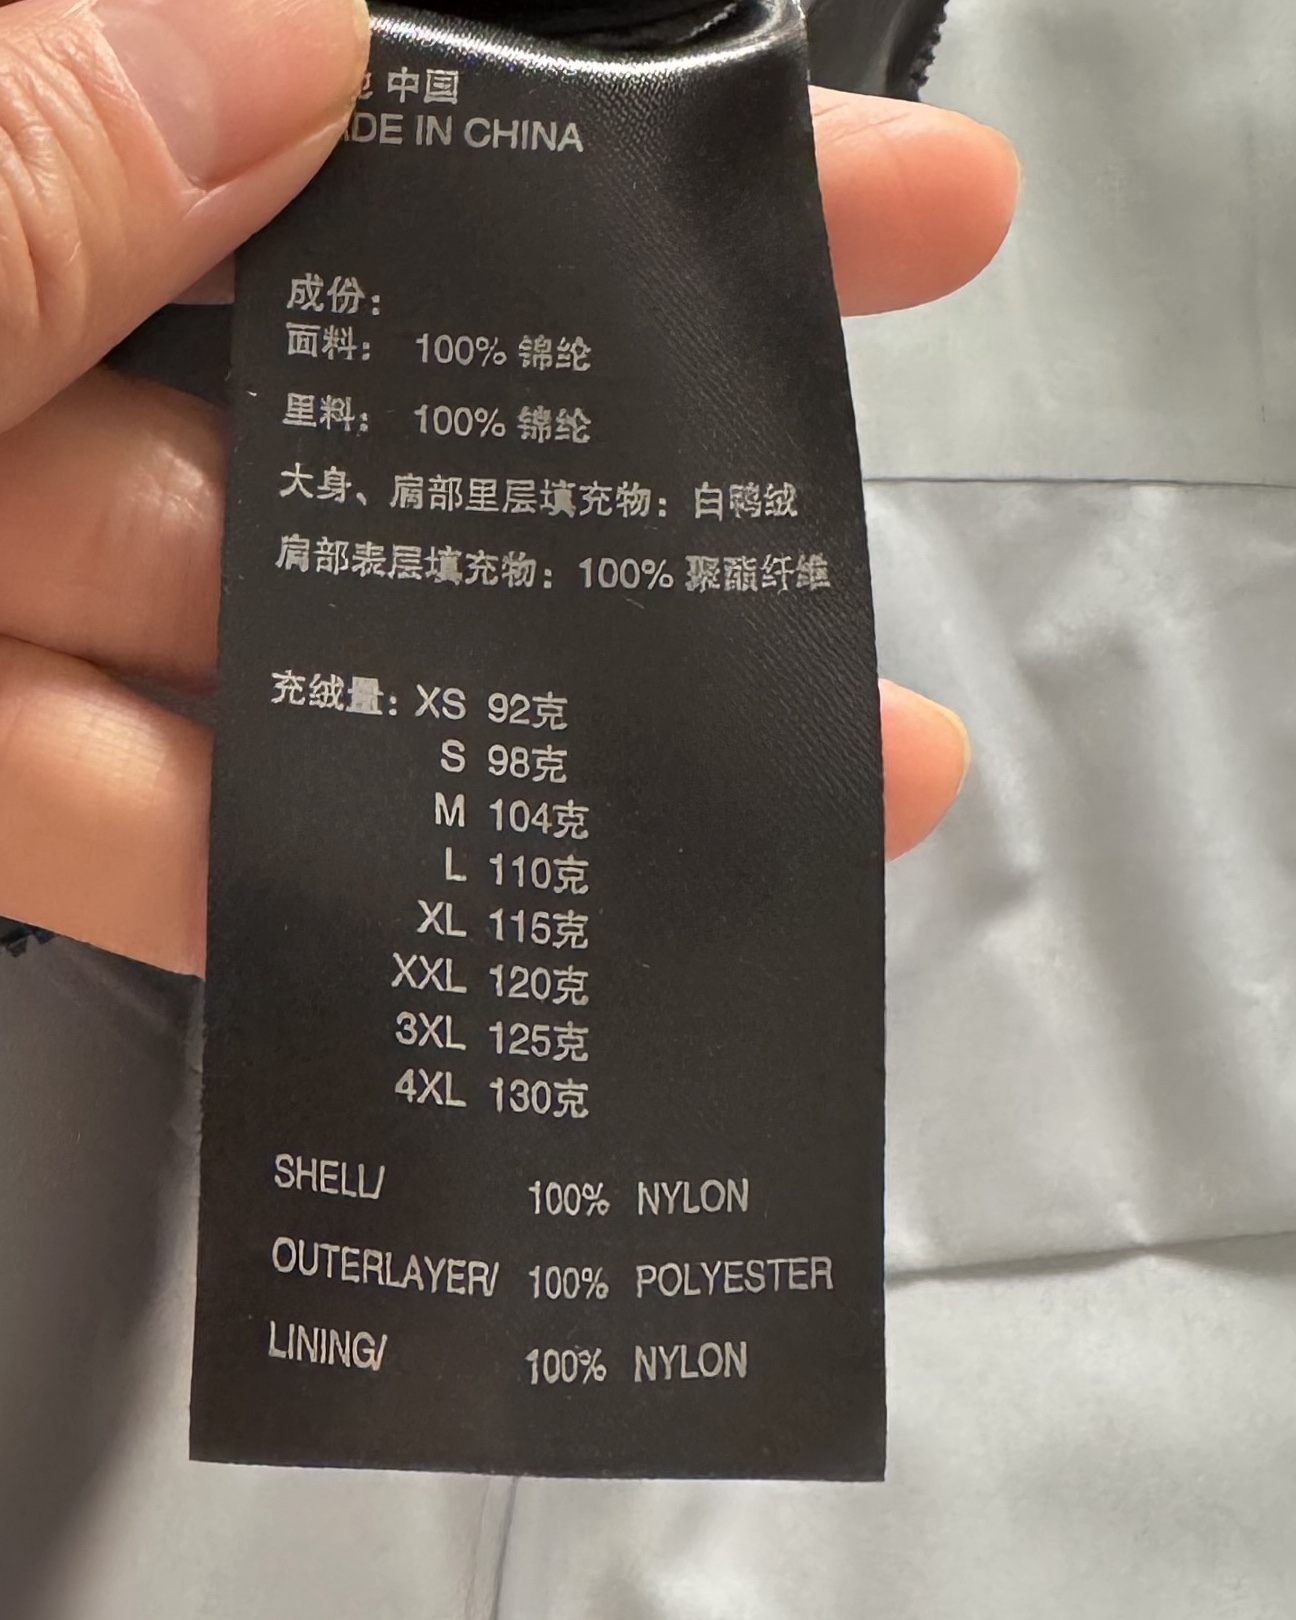 中国
MADE IN CHINA
成份：
面料： 100% 锦纶
里料： 100% 锦纶
大身、肩部里层填充物：白鸭绒
肩部表层填充物：100% 聚酯纤维
充绒量：XS 92克
S 98克
M 104克
L 110克
XL 115克
XXL 120克
3XL 125克
4XL 130克
SHELL/ 100% NYLON
OUTERLAYER/ 100% POLYESTER
LINING/ 100% NYLON